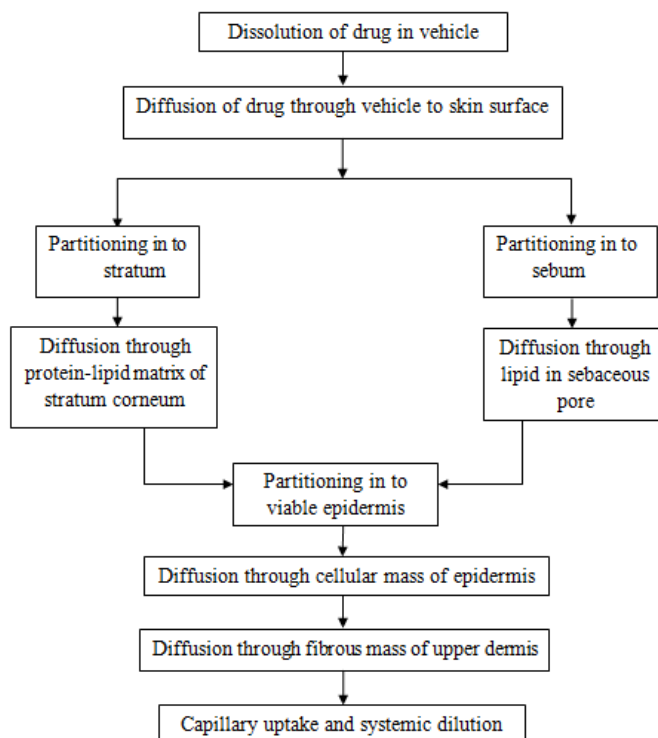 Dissolution of drug in vehicle
Diffusion of drug through vehicle to skin surface
Partitioning in to
stratum
Partitioning in to
sebum
Diffusion through
protein-lipid matrix of
stratum corneum
Diffusion through
lipid in sebaceous
pore
Partitioning in to
viable epidermis
Diffusion through cellular mass of epidermis
Diffusion through fibrous mass of upper dermis
Capillary uptake and systemic dilution